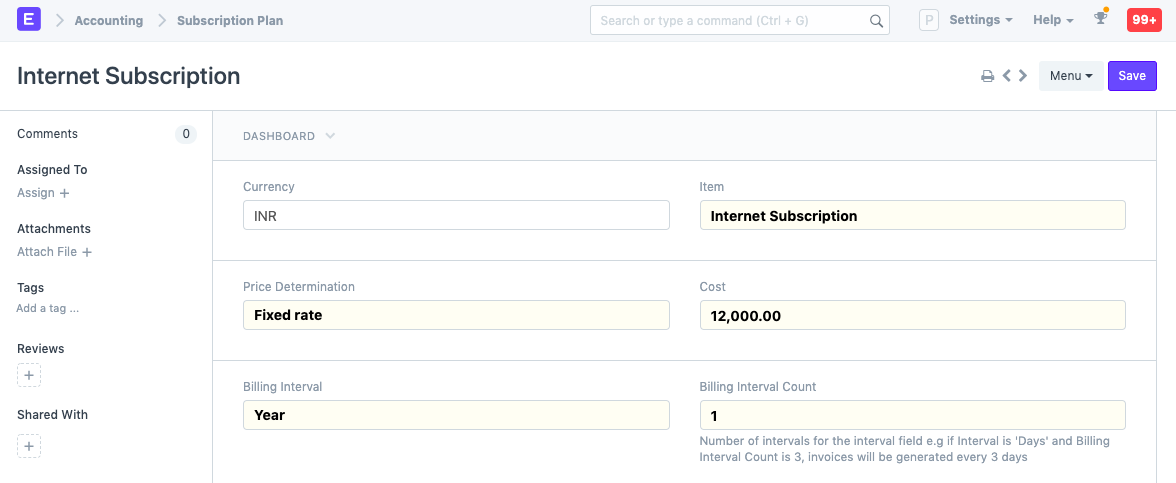 E Accounting Subscription Plan Search or type a command (Ctrl + G) P Settings Help 99+
Internet Subscription Menu Save
Comments 0
Assigned To
Assign +
Attachments
Attach File +
Tags
Add a tag ...
Reviews
+
Shared With
+
DASHBOARD
Currency Item
INR Internet Subscription
Price Determination Cost
Fixed rate 12,000.00
Billing Interval Billing Interval Count
Year 1
Number of intervals for the interval field e.g if Interval is 'Days' and Billing
Interval Count is 3, invoices will be generated every 3 days